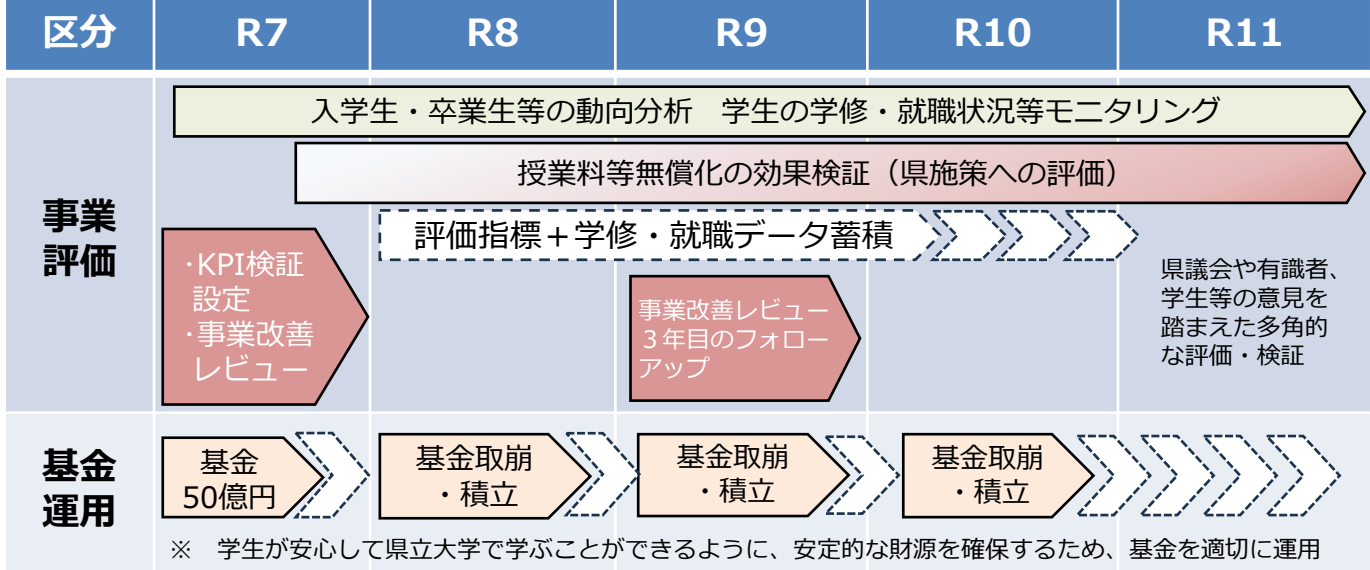 区分 R7 R8 R9 R10 R11
入学生・卒業生等の動向分析　学生の学修・就職状況等モニタリング
授業料等無償化の効果検証（県施策への評価）
事業
評価
評価指標＋学修・就職データ蓄積
・KPI検証
設定
・事業改善
レビュー
事業改善レビュー
３年目のフォロー
アップ
県議会や有識者、
学生等の意見を
踏まえた多角的
な評価・検証
基金
運用
基金
50億円
基金取崩
・積立
基金取崩
・積立
基金取崩
・積立
※　学生が安心して県立大学で学ぶことができるように、安定的な財源を確保するため、基金を適切に運用